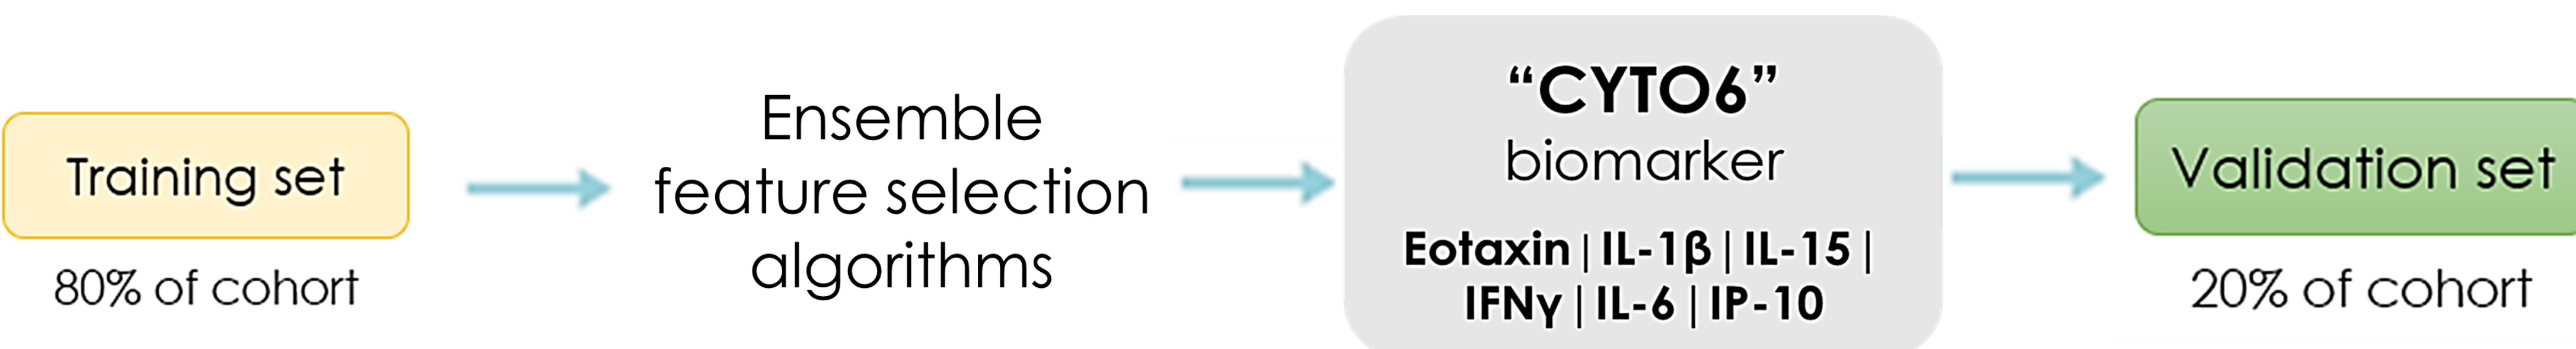 Training set
80% of cohort
Ensemble
feature selection
algorithms
“CYTO6”
biomarker
Eotaxin | IL-1β | IL-15 |
IFNγ | IL-6 | IP-10
Validation set
20% of cohort